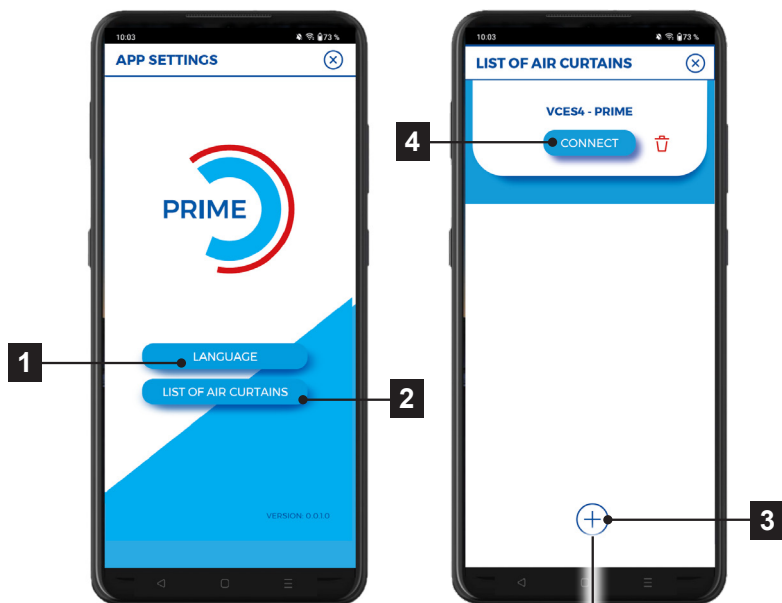 10:03 73 %
APP SETTINGS
PRIME
1
LANGUAGE
LIST OF AIR CURTAINS
2
VERSION: 0.0.1.0
10:03 73 %
LIST OF AIR CURTAINS
VCES4 - PRIME
4
CONNECT
3